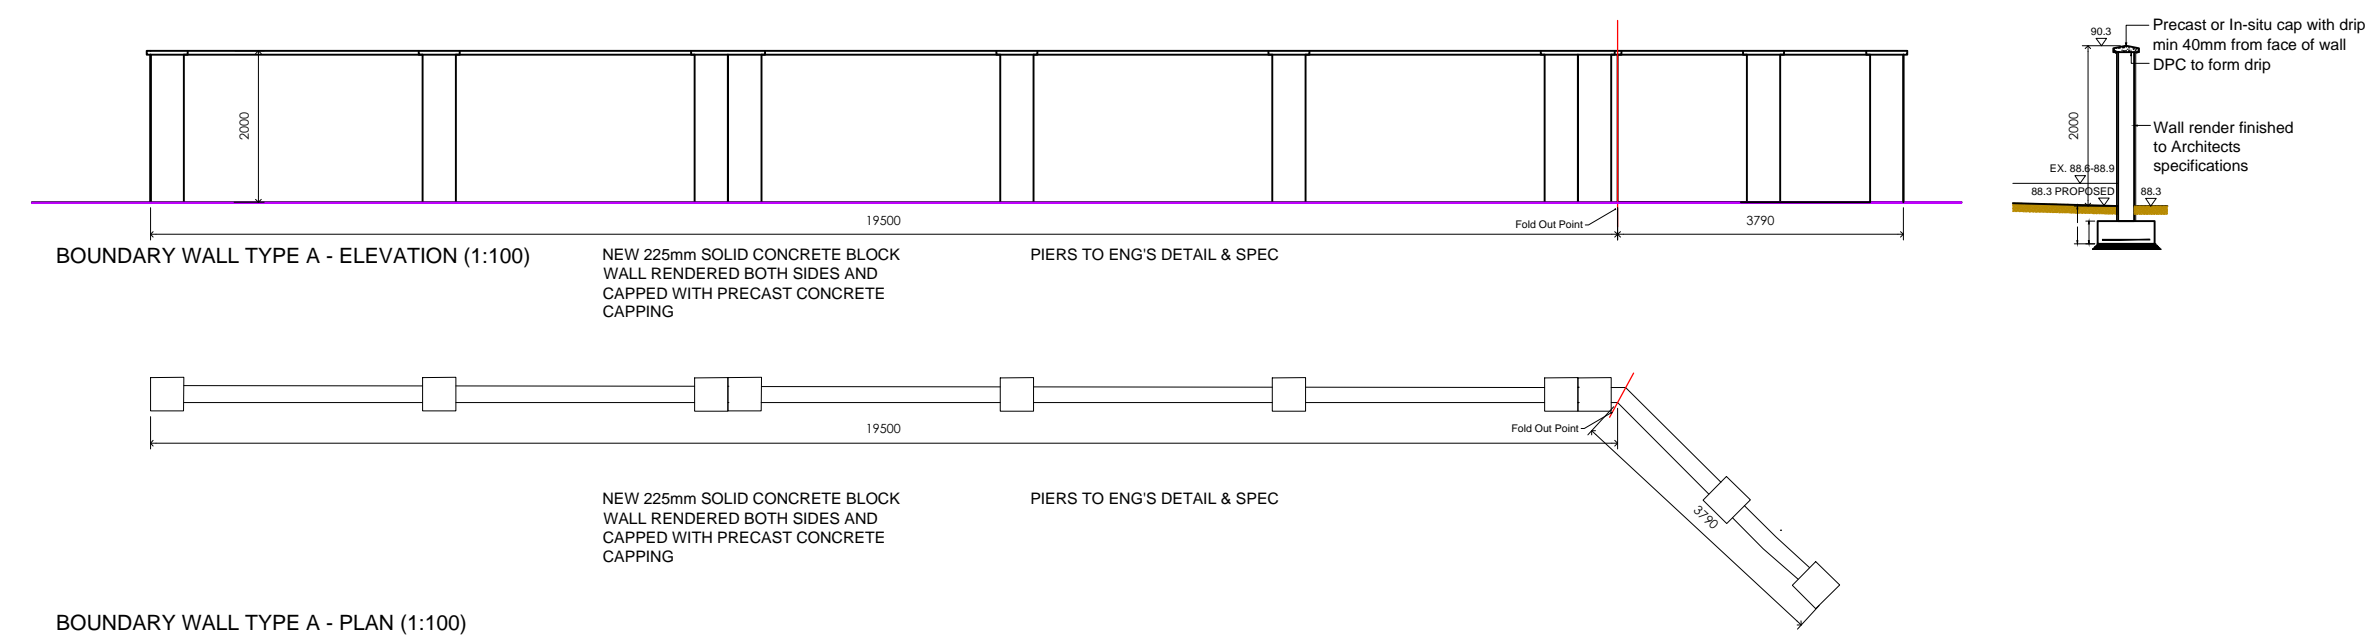 2000
19500
Fold Out Point
3790
BOUNDARY WALL TYPE A - ELEVATION (1:100)
NEW 225mm SOLID CONCRETE BLOCK
WALL RENDERED BOTH SIDES AND
CAPPED WITH PRECAST CONCRETE
CAPPING
PIERS TO ENG'S DETAIL & SPEC
90.3
Precast or In-situ cap with drip
min 40mm from face of wall
DPC to form drip
2000
Wall render finished
to Architects
specifications
EX. 88.6-88.9
88.3 PROPOSED
88.3
19500
Fold Out Point
3790
NEW 225mm SOLID CONCRETE BLOCK
WALL RENDERED BOTH SIDES AND
CAPPED WITH PRECAST CONCRETE
CAPPING
PIERS TO ENG'S DETAIL & SPEC
BOUNDARY WALL TYPE A - PLAN (1:100)